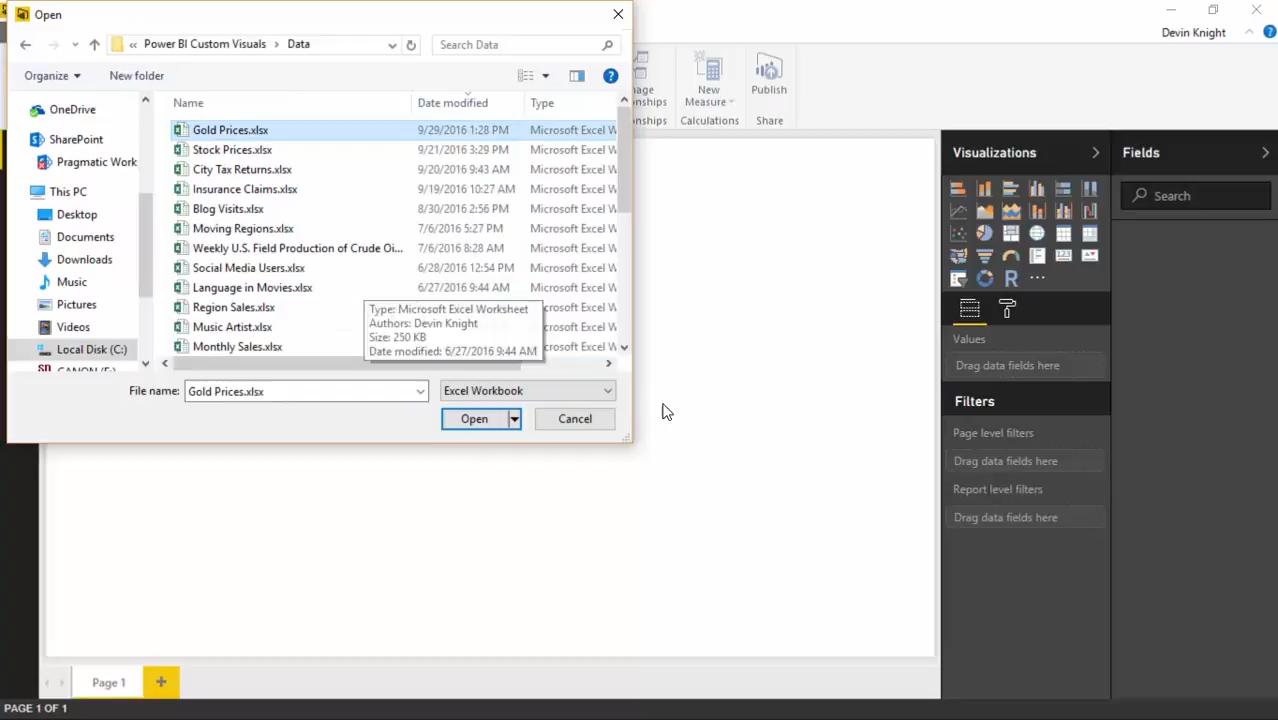 Open
Devin Knight
« Power BI Custom Visuals > Data
Search Data
Organize
New folder
Name
Date modified
Type
OneDrive
SharePoint
Pragmatic Work
This PC
Desktop
Documents
Downloads
Music
Pictures
Videos
Local Disk (C:)
Gold Prices.xlsx 9/29/2016 1:28 PM Microsoft Excel W
Stock Prices.xlsx 9/21/2016 3:29 PM Microsoft Excel W
City Tax Returns.xlsx 9/20/2016 9:43 AM Microsoft Excel W
Insurance Claims.xlsx 9/19/2016 10:27 AM Microsoft Excel W
Blog Visits.xlsx 8/30/2016 2:56 PM Microsoft Excel W
Moving Regions.xlsx 7/6/2016 5:27 PM Microsoft Excel W
Weekly U.S. Field Production of Crude Oi... 7/6/2016 8:28 AM Microsoft Excel W
Social Media Users.xlsx 6/28/2016 12:54 PM Microsoft Excel W
Language in Movies.xlsx 6/27/2016 9:44 AM Microsoft Excel W
Region Sales.xlsx Microsoft Excel W
Music Artist.xlsx Microsoft Excel W
Monthly Sales.xlsx Microsoft Excel W
Type: Microsoft Excel Worksheet
Authors: Devin Knight
Size: 250 KB
Date modified: 6/27/2016 9:44 AM
File name: Gold Prices.xlsx
Excel Workbook
Open
Cancel
New
Measure
Calculations
Publish
Share
Visualizations
R
Values
Drag data fields here
Filters
Page level filters
Drag data fields here
Report level filters
Drag data fields here
Fields
Search
Page 1
PAGE 1 OF 1